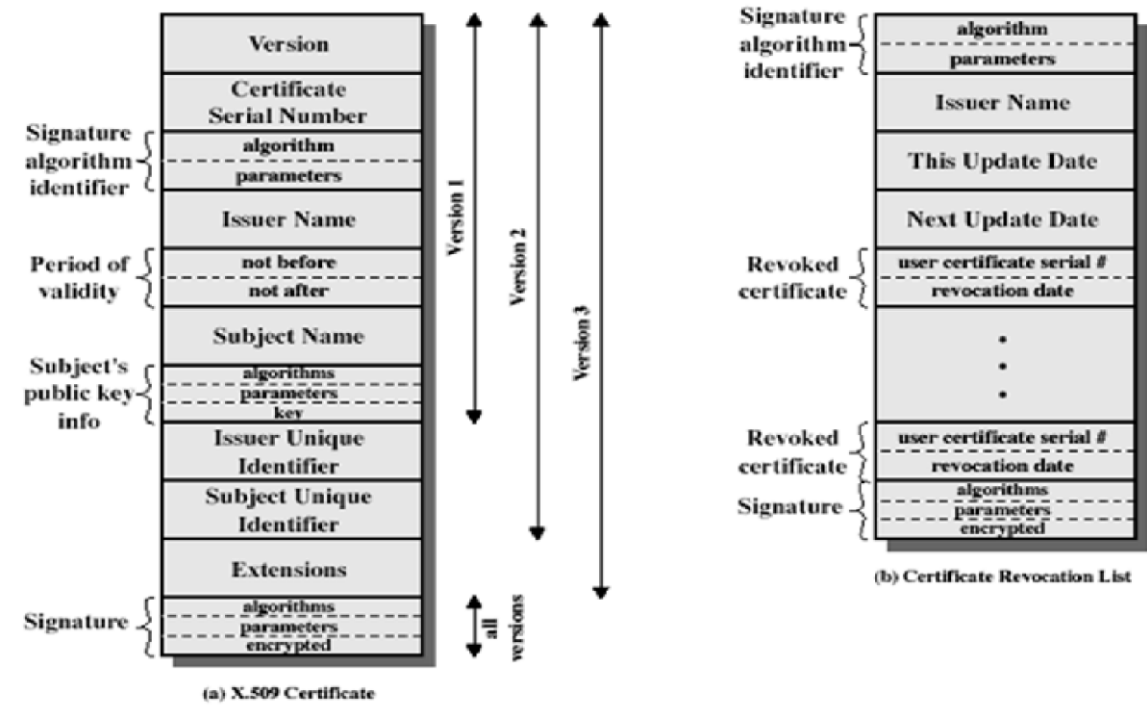 Version
Certificate
Serial Number
Signature
algorithm
identifier
algorithm
parameters
Issuer Name
Period of
validity
not before
not after
Subject Name
Subject's
public key
info
algorithms
parameters
key
Issuer Unique
Identifier
Subject Unique
Identifier
Extensions
Signature
algorithms
parameters
encrypted
Version 1
Version 2
Version 3
all
versions
(a) X.509 Certificate
Signature
algorithm
identifier
algorithm
parameters
Issuer Name
This Update Date
Next Update Date
Revoked
certificate
user certificate serial #
revocation date
Revoked
certificate
user certificate serial #
revocation date
Signature
algorithms
parameters
encrypted
(b) Certificate Revocation List